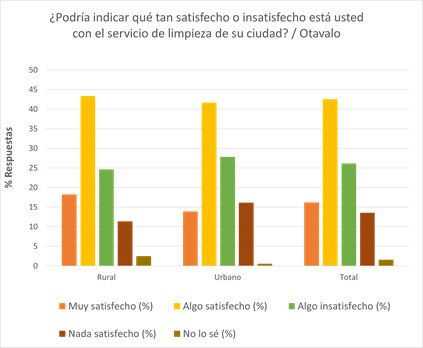 ¿Podría indicar qué tan satisfecho o insatisfecho está usted
con el servicio de limpieza de su ciudad? / Otavalo
50
45
40
35
30
25
20
15
10
5
0
% Respuestas
Rural
Urbano
Total
Muy satisfecho (%)
Algo satisfecho (%)
Algo insatisfecho (%)
Nada satisfecho (%)
No lo sé (%)